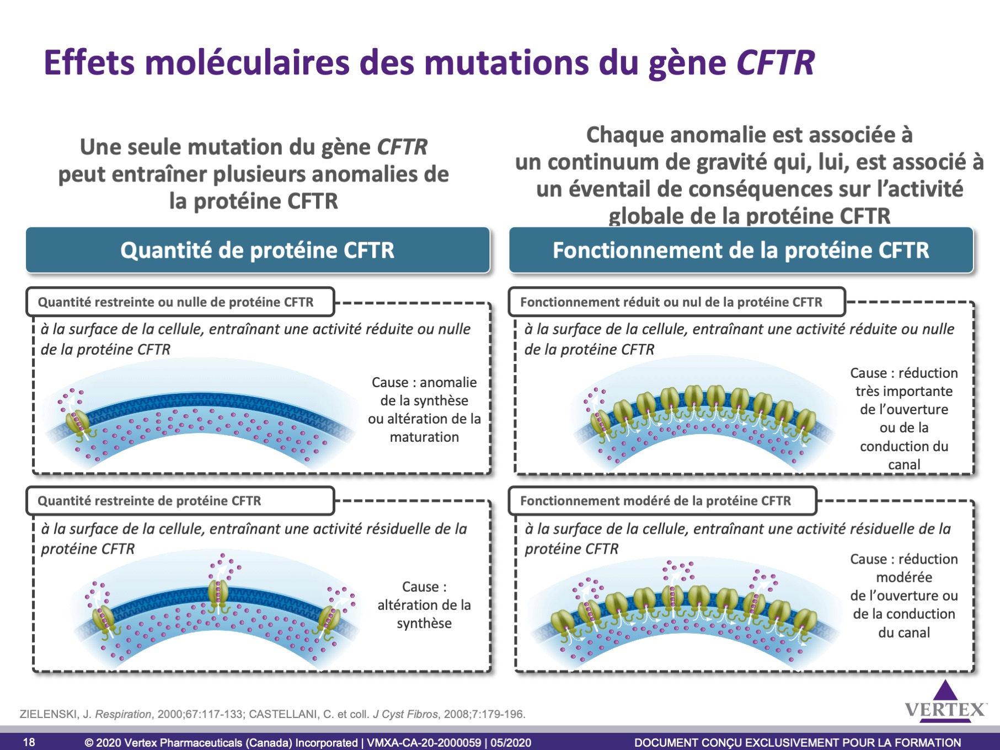 Effets moléculaires des mutations du gène CFTR
Une seule mutation du gène CFTR
peut entraîner plusieurs anomalies de
la protéine CFTR
Chaque anomalie est associée à
un continuum de gravité qui, lui, est associé à
un éventail de conséquences sur l’activité
globale de la protéine CFTR
Quantité de protéine CFTR
Quantité restreinte ou nulle de protéine CFTR
à la surface de la cellule, entraînant une activité réduite ou nulle
de la protéine CFTR
Cause : anomalie
de la synthèse
ou altération de la
maturation
Quantité restreinte de protéine CFTR
à la surface de la cellule, entraînant une activité résiduelle de la
protéine CFTR
Cause :
altération de la
synthèse
Fonctionnement de la protéine CFTR
Fonctionnement réduit ou nul de la protéine CFTR
à la surface de la cellule, entraînant une activité réduite ou nulle
de la protéine CFTR
Cause : réduction
très importante
de l’ouverture
ou de la
conduction du
canal
Fonctionnement modéré de la protéine CFTR
à la surface de la cellule, entraînant une activité résiduelle de la
protéine CFTR
Cause : réduction
modérée
de l’ouverture ou
de la conduction
du canal
ZIELENSKI, J. Respiration, 2000;67:117-133; CASTELLANI, C. et coll. J Cyst Fibros, 2008;7:179-196.
VERTEX™
18
© 2020 Vertex Pharmaceuticals (Canada) Incorporated | VMXA-CA-20-2000059 | 05/2020
DOCUMENT CONÇU EXCLUSIVEMENT POUR LA FORMATION